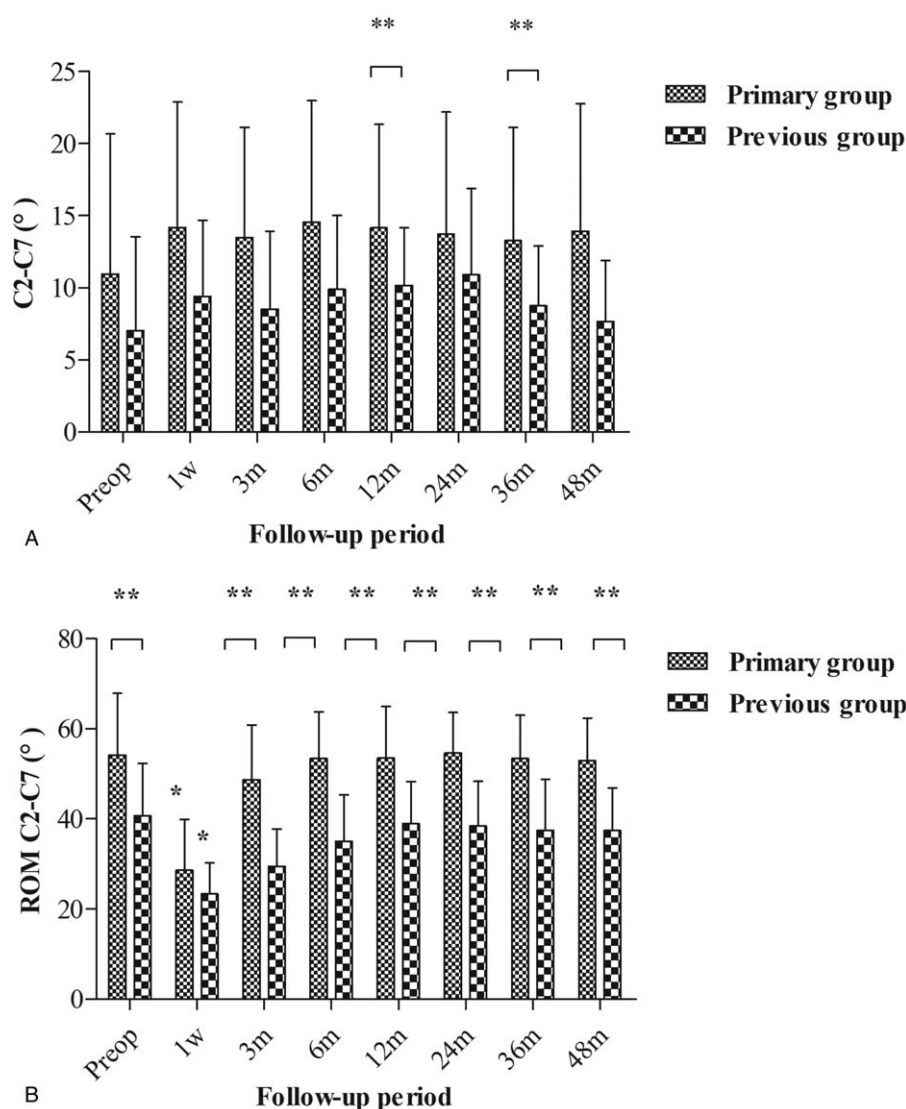 ** **
25
20
15
10
5
0
C2-C7 (° )
Primary group
Previous group
Preop 1w 3m 6m 12m 24m 36m 48m
A
Follow-up period
** ** ** ** ** ** ** **
80
60
40
20
0
ROM C2-C7 (° )
* *
Primary group
Previous group
Preop 1w 3m 6m 12m 24m 36m 48m
B
Follow-up period